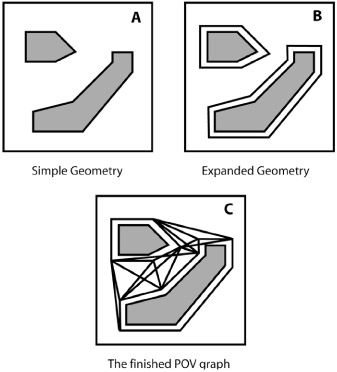 A
B
Simple Geometry
Expanded Geometry
C
The finished POV graph